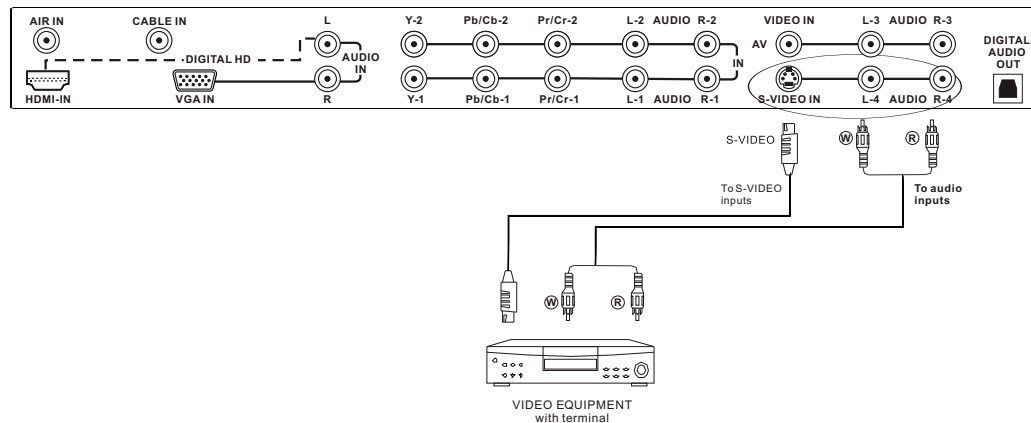 AIR IN CABLE IN L Y-2 Pb/Cb-2 Pr/Cr-2 L-2 AUDIO R-2 VIDEO IN L-3 AUDIO R-3
DIGITAL HD AUDIO IN IN AV DIGITAL AUDIO OUT
HDMI-IN VGA IN R Y-1 Pb/Cb-1 Pr/Cr-1 L-1 AUDIO R-1 S-VIDEO IN L-4 AUDIO R-4
S-VIDEO W R
To S-VIDEO To audio
inputs inputs
W R
VIDEO EQUIPMENT
with terminal